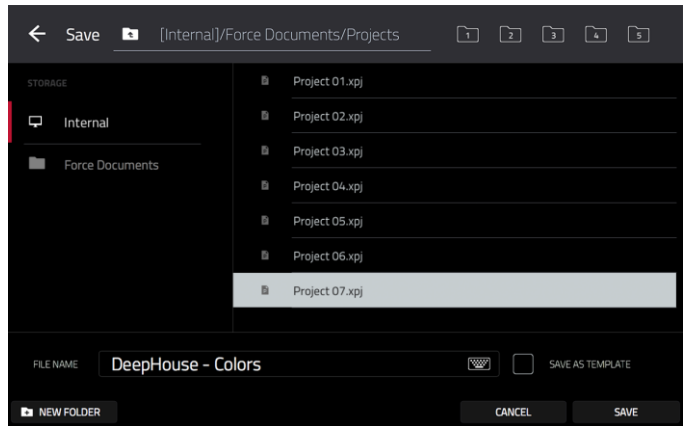 Save [Internal]/Force Documents/Projects 1 2 3 4 5
STORAGE
Internal
Force Documents
Project 01.xpj
Project 02.xpj
Project 03.xpj
Project 04.xpj
Project 05.xpj
Project 06.xpj
Project 07.xpj
FILE NAME DeepHouse - Colors SAVE AS TEMPLATE
NEW FOLDER CANCEL SAVE